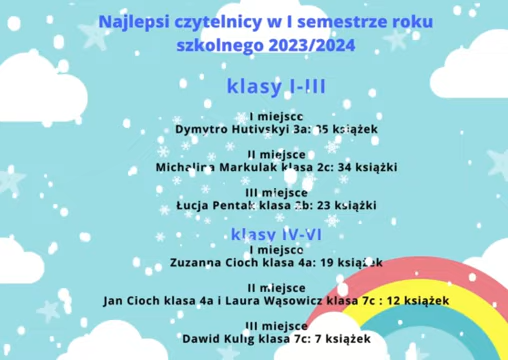 Najlepsi czytelnicy w I semestrze roku
szkolnego 2023/2024
klasy I-III
I miejsce
Dymytro Hutivskyi 3a: książek
II miejsce
Michalina Markulak klasa 2c: 34 książki
III miejsce
Łucja Pentak klasa 2b: 23 książki
klasy IV-VI
I miejsce
Zuzanna Cioch klasa 4a: 19 książek
II miejsce
Jan Cioch klasa 4a i Laura Wąsowicz klasa 7c : 12 książek
III miejsce
Dawid Kulig klasa 7c: 7 książek